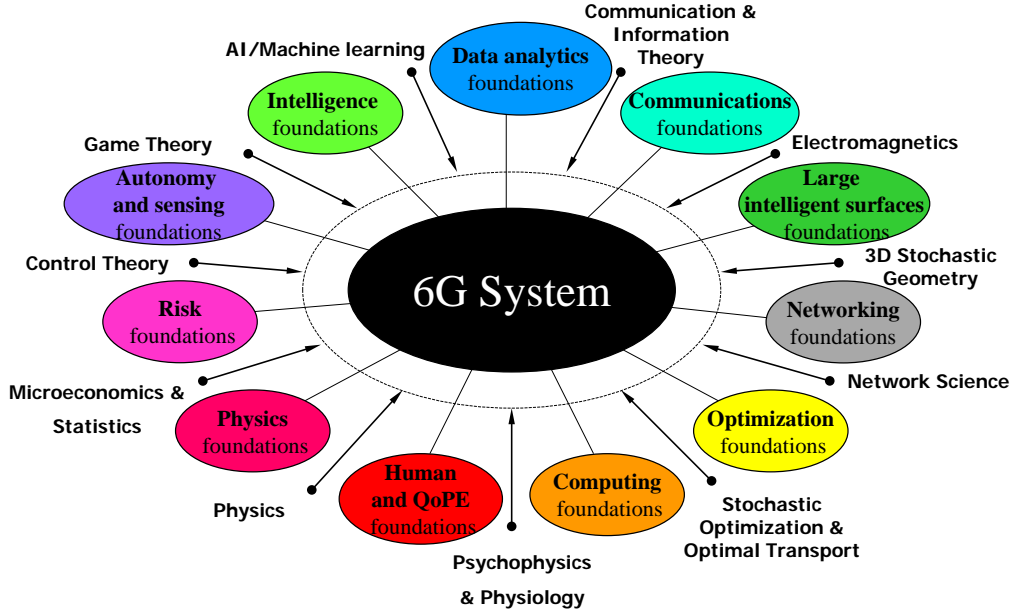 Communication &
Information
Theory
AI/Machine learning
Data analytics
foundations
Intelligence
foundations
Communications
foundations
Game Theory
Electromagnetics
Autonomy
and sensing
foundations
Large
intelligent surfaces
foundations
Control Theory
3D Stochastic
Geometry
6G System
Risk
foundations
Networking
foundations
Microeconomics &
Statistics
Network Science
Physics
foundations
Optimization
foundations
Human
and QoPE
foundations
Computing
foundations
Physics
Stochastic
Optimization &
Optimal Transport
Psychophysics
& Physiology